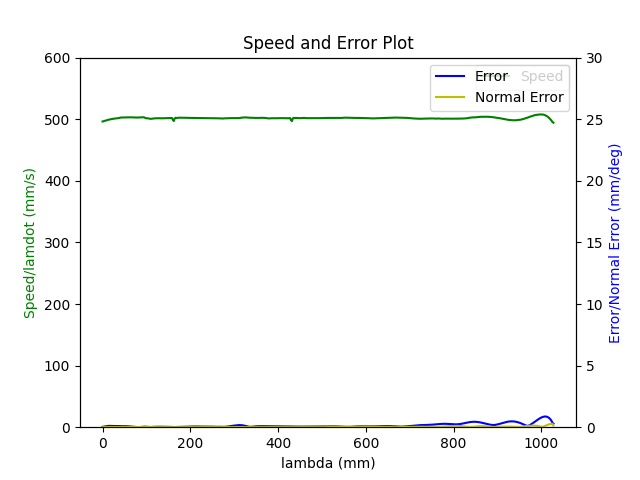 Speed and Error Plot
600
500
400
300
200
100
0
Speed/lamdot (mm/s)
0
200
400
600
800
1000
lambda (mm)
30
25
20
15
10
5
0
Error/Normal Error (mm/deg)
Error
Speed
Normal Error